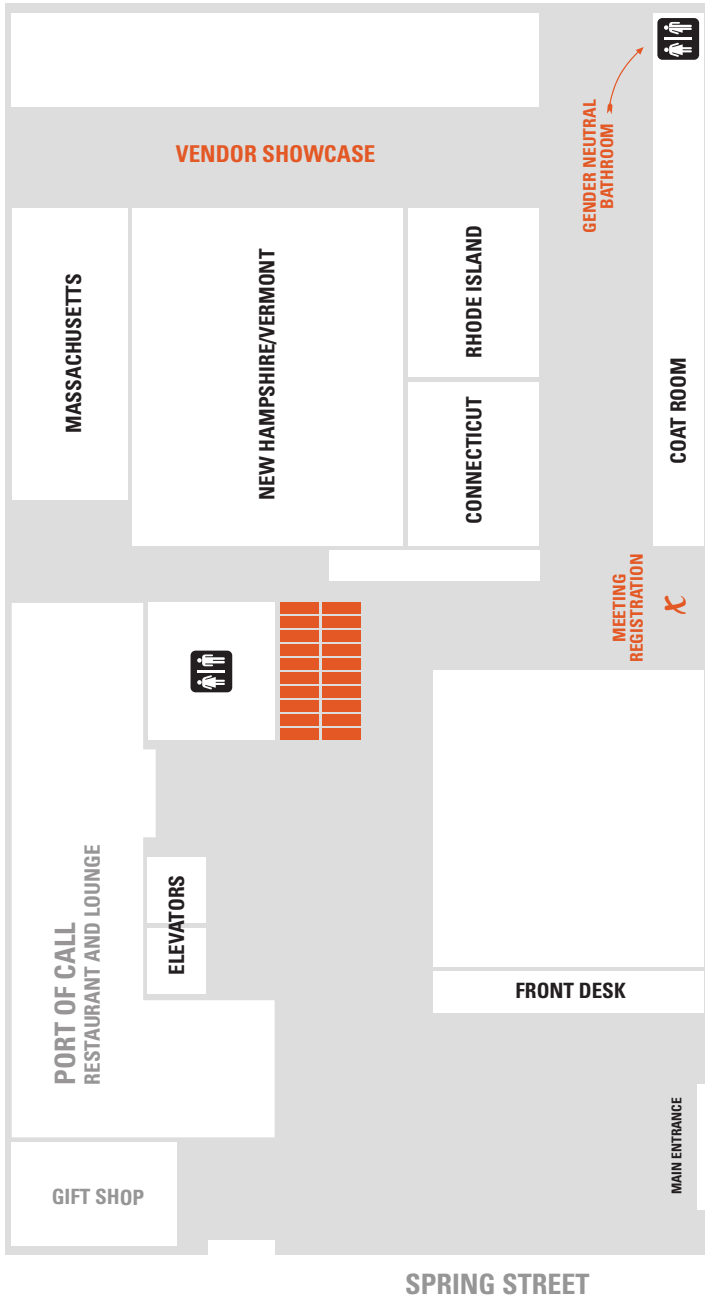 VENDOR SHOWCASE
GENDER NEUTRAL
BATHROOM
MASSACHUSETTS
NEW HAMPSHIRE/VERMONT
RHODE ISLAND
CONNECTICUT
COAT ROOM
MEETING
REGISTRATION
X
PORT OF CALL
RESTAURANT AND LOUNGE
ELEVATORS
FRONT DESK
MAIN ENTRANCE
GIFT SHOP
SPRING STREET